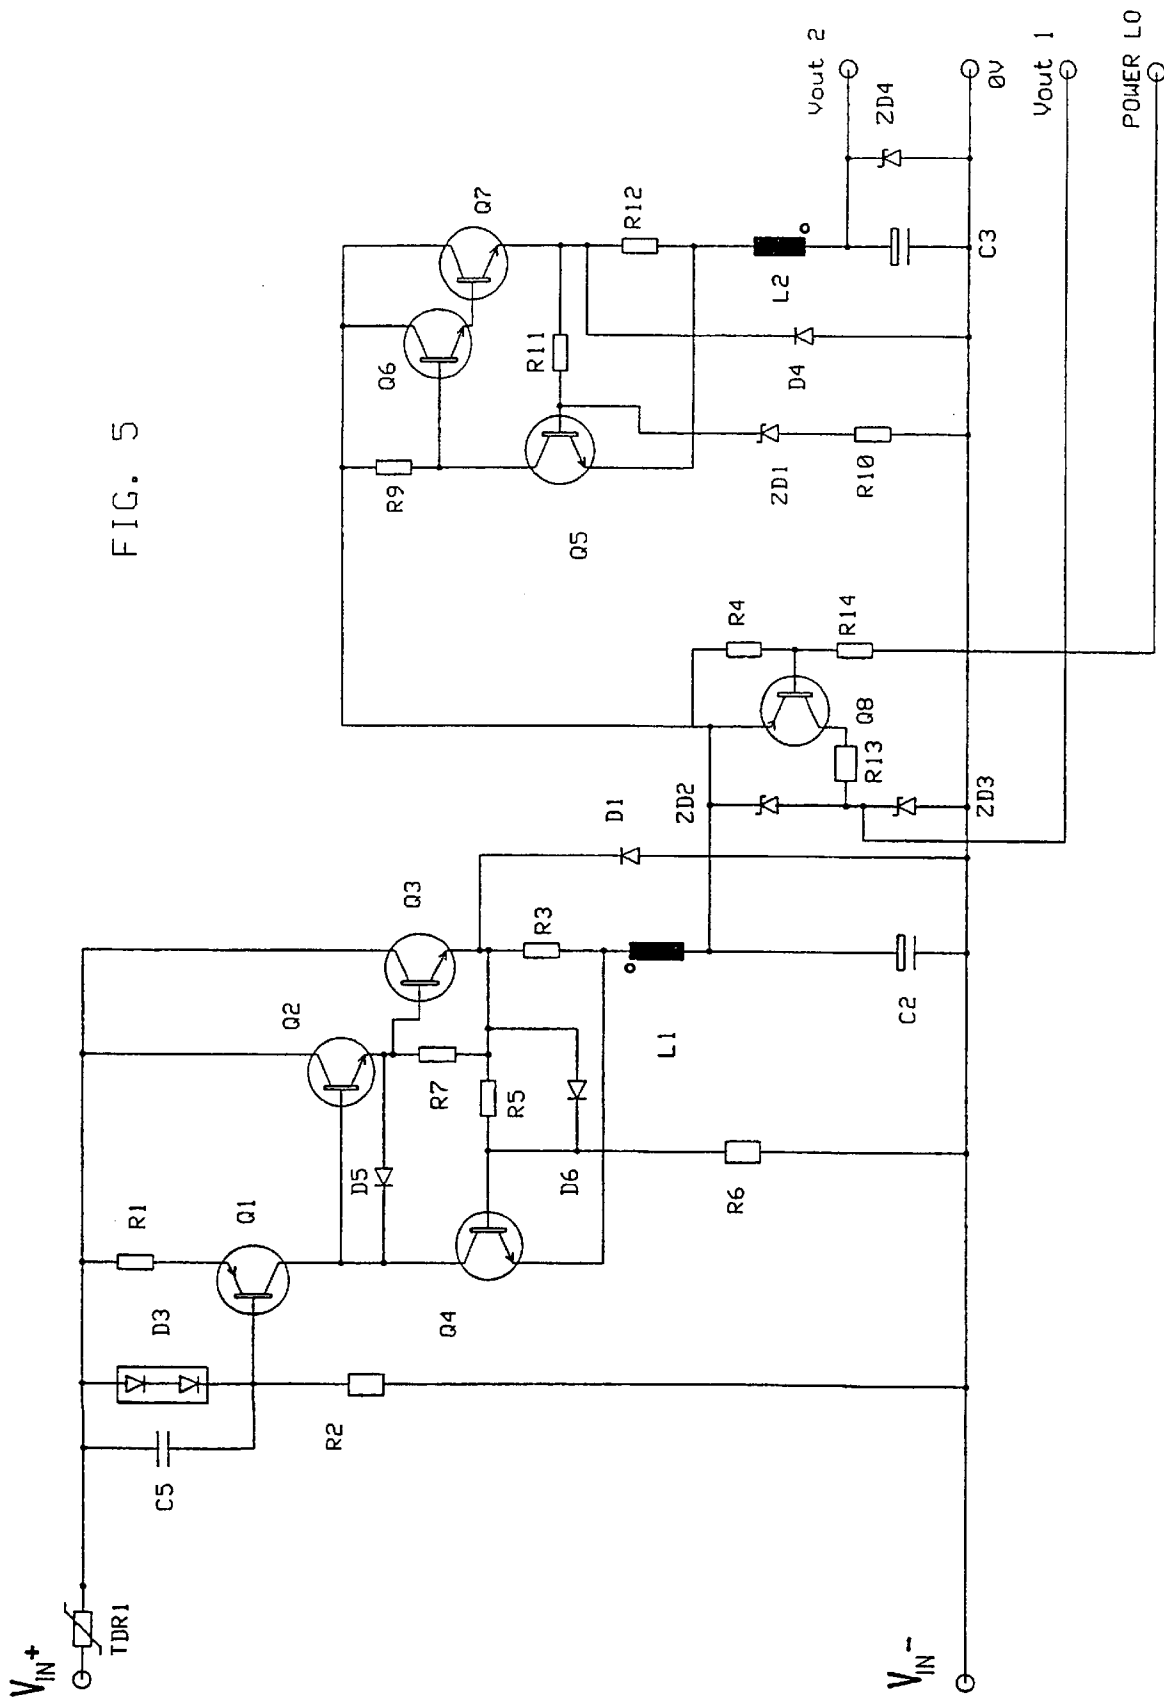 FIG. 5
VIN+
TDR1
C5
D3
R1
Q1
R2
Q4
Q2
D5
R7
R5
D6
R6
Q3
R3
L1
C2
D1
ZD2
ZD3
R13
Q8
R4
R14
R9
Q5
Q6
R11
Q7
R12
ZD1
R10
D4
L2
C3
ZD4
Vout 2
0V
Vout 1
POWER LO
VIN-